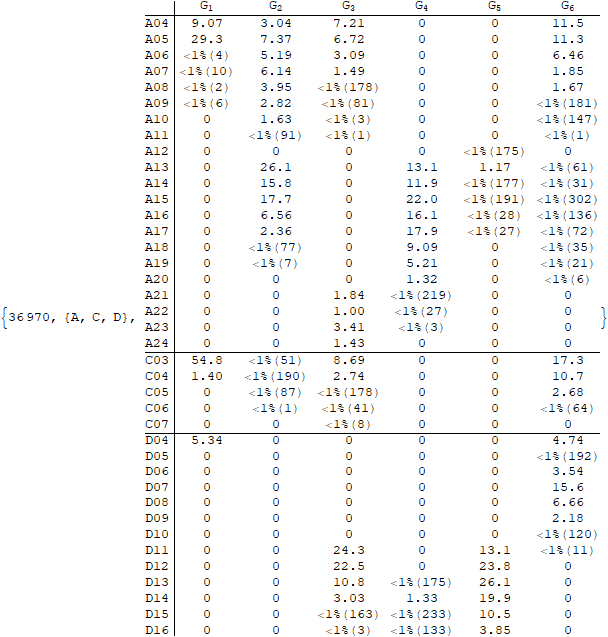 G1 G2 G3 G4 G5 G6
A04 9.07 3.04 7.21 0 0 11.5
A05 29.3 7.37 6.72 0 0 11.3
A06 <1%(4) 5.19 3.09 0 0 6.46
A07 <1%(10) 6.14 1.49 0 0 1.85
A08 <1%(2) 3.95 <1%(178) 0 0 1.67
A09 <1%(6) 2.82 <1%(81) 0 0 <1%(181)
A10 0 1.63 <1%(3) 0 0 <1%(147)
A11 0 <1%(91) <1%(1) 0 0 <1%(1)
A12 0 0 0 0 <1%(175) 0
A13 0 26.1 0 13.1 1.17 <1%(61)
A14 0 15.8 0 11.9 <1%(177) <1%(31)
A15 0 17.7 0 22.0 <1%(191) <1%(302)
A16 0 6.56 0 16.1 <1%(28) <1%(136)
A17 0 2.36 0 17.9 <1%(27) <1%(72)
A18 0 <1%(77) 0 9.09 0 <1%(35)
A19 0 <1%(7) 0 5.21 0 <1%(21)
A20 0 0 0 1.32 0 <1%(6)
A21 0 0 1.84 <1%(219) 0 0
{36970, {A, C, D}, A22 0 0 1.00 <1%(27) 0 0 }
A23 0 0 3.41 <1%(3) 0 0
A24 0 0 1.43 0 0 0
C03 54.8 <1%(51) 8.69 0 0 17.3
C04 1.40 <1%(190) 2.74 0 0 10.7
C05 0 <1%(87) <1%(178) 0 0 2.68
C06 0 <1%(1) <1%(41) 0 0 <1%(64)
C07 0 0 <1%(8) 0 0 0
D04 5.34 0 0 0 0 4.74
D05 0 0 0 0 0 <1%(192)
D06 0 0 0 0 0 3.54
D07 0 0 0 0 0 15.6
D08 0 0 0 0 0 6.66
D09 0 0 0 0 0 2.18
D10 0 0 0 0 0 <1%(120)
D11 0 0 24.3 0 13.1 <1%(11)
D12 0 0 22.5 0 23.8 0
D13 0 0 10.8 <1%(175) 26.1 0
D14 0 0 3.03 1.33 19.9 0
D15 0 0 <1%(163) <1%(233) 10.5 0
D16 0 0 <1%(3) <1%(133) 3.85 0